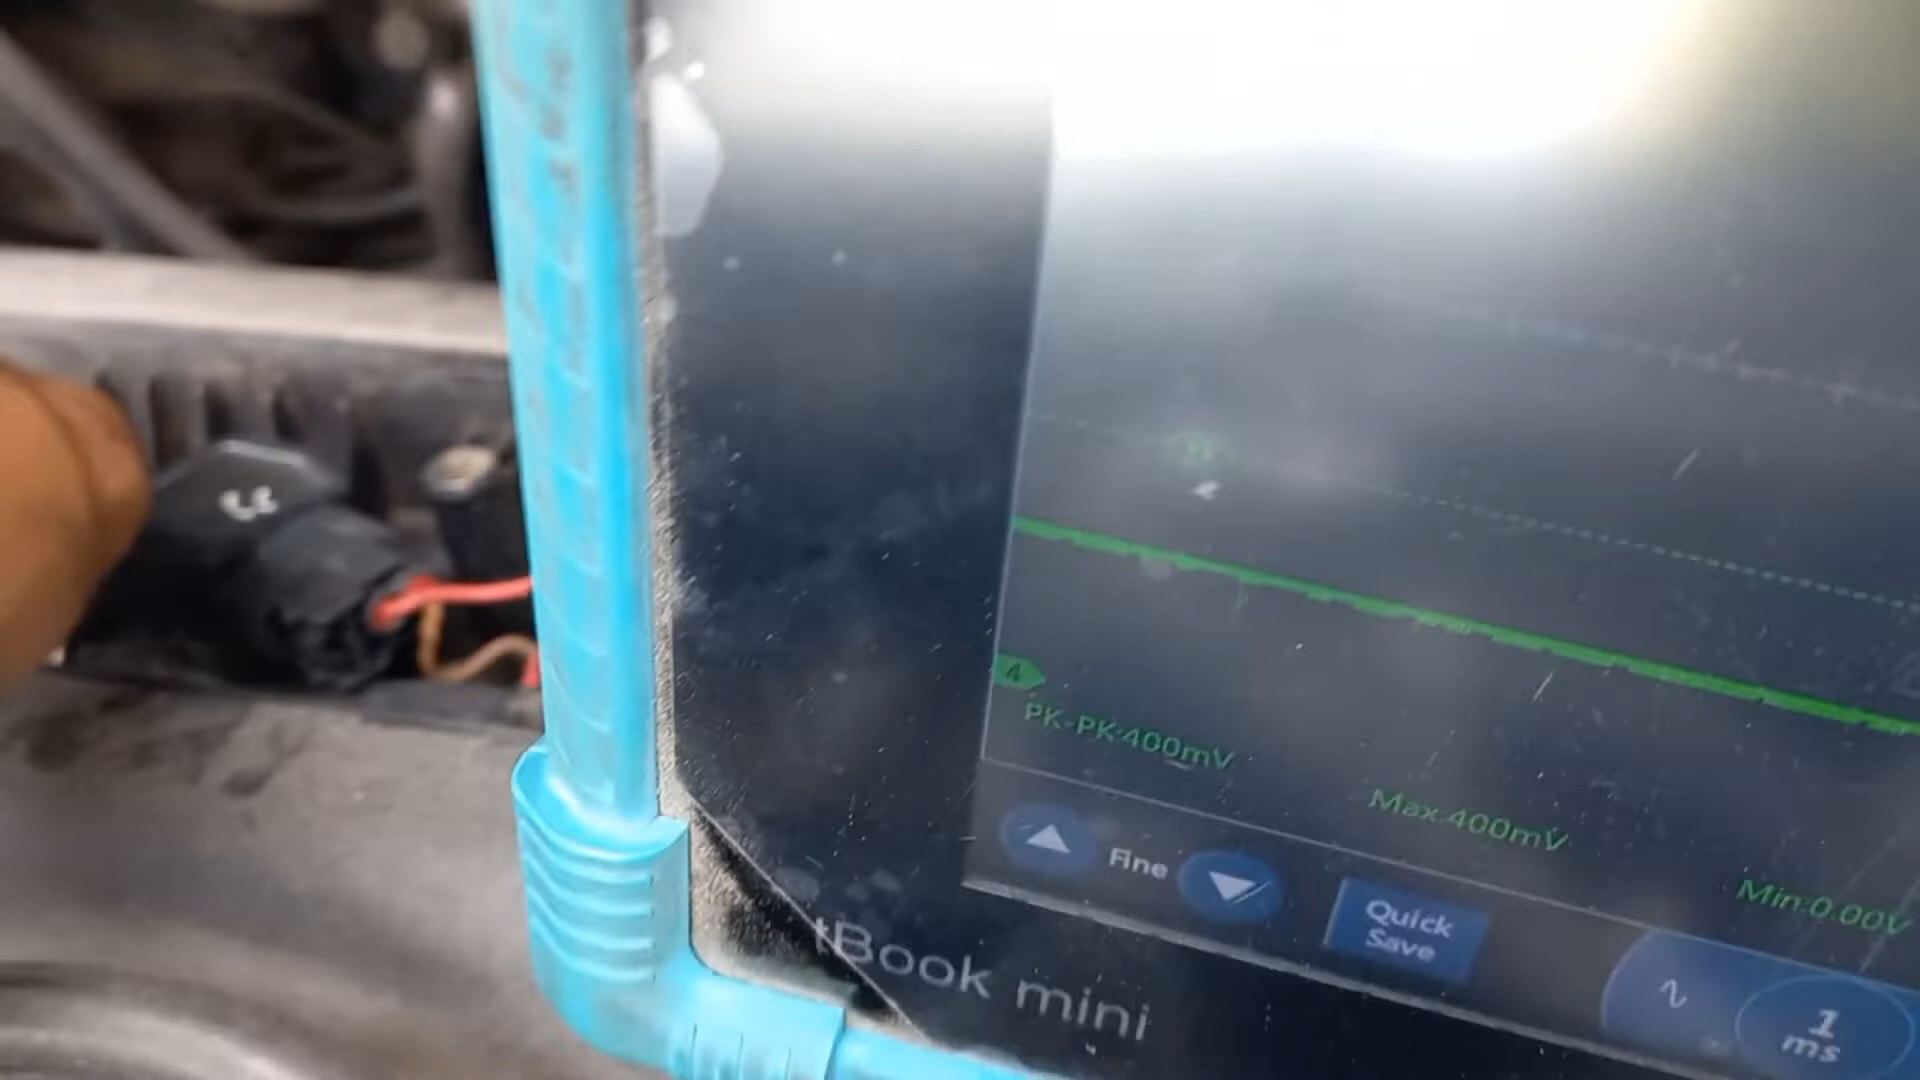 4
PK-PK:400mV
Max:400mV
Min:0.00V
Fine
Quick
Save
1
ms
tBook mini